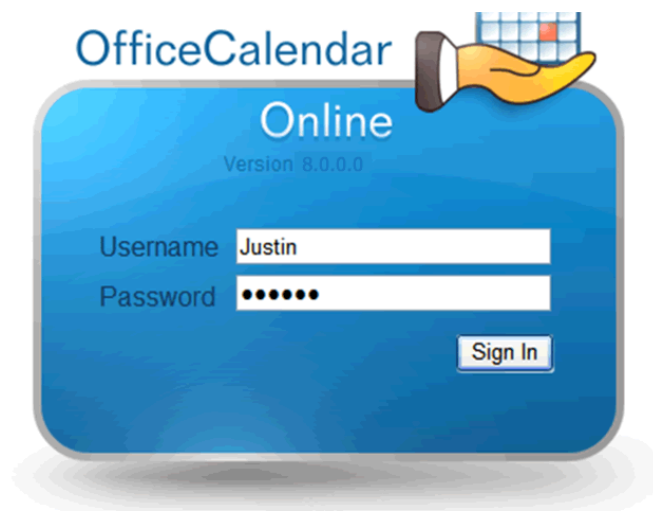 OfficeCalendar
Online
Version 8.0.0.0
Username Justin
Password ••••••
Sign In